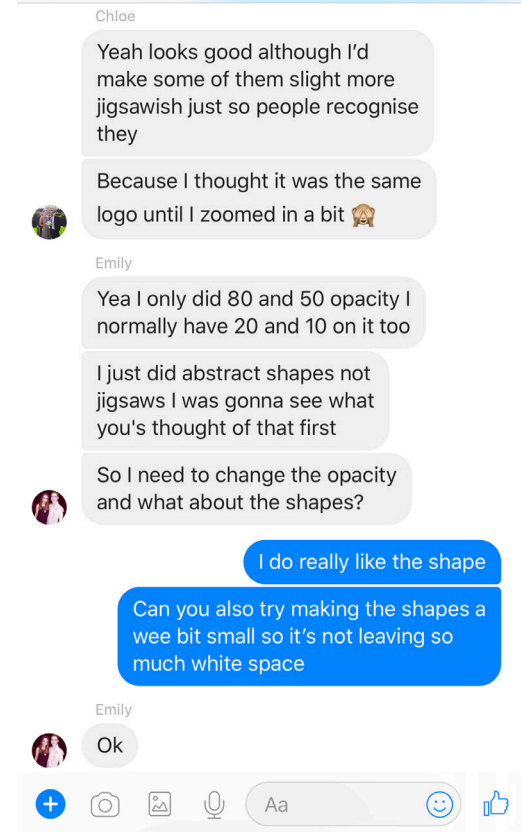 Chloe
Yeah looks good although I’d
make some of them slight more
jigsawish just so people recognise
they
Because I thought it was the same
logo until I zoomed in a bit 🙈
Emily
Yea I only did 80 and 50 opacity I
normally have 20 and 10 on it too
I just did abstract shapes not
jigsaws I was gonna see what
you's thought of that first
So I need to change the opacity
and what about the shapes?
I do really like the shape
Can you also try making the shapes a
wee bit small so it’s not leaving so
much white space
Emily
Ok
Aa